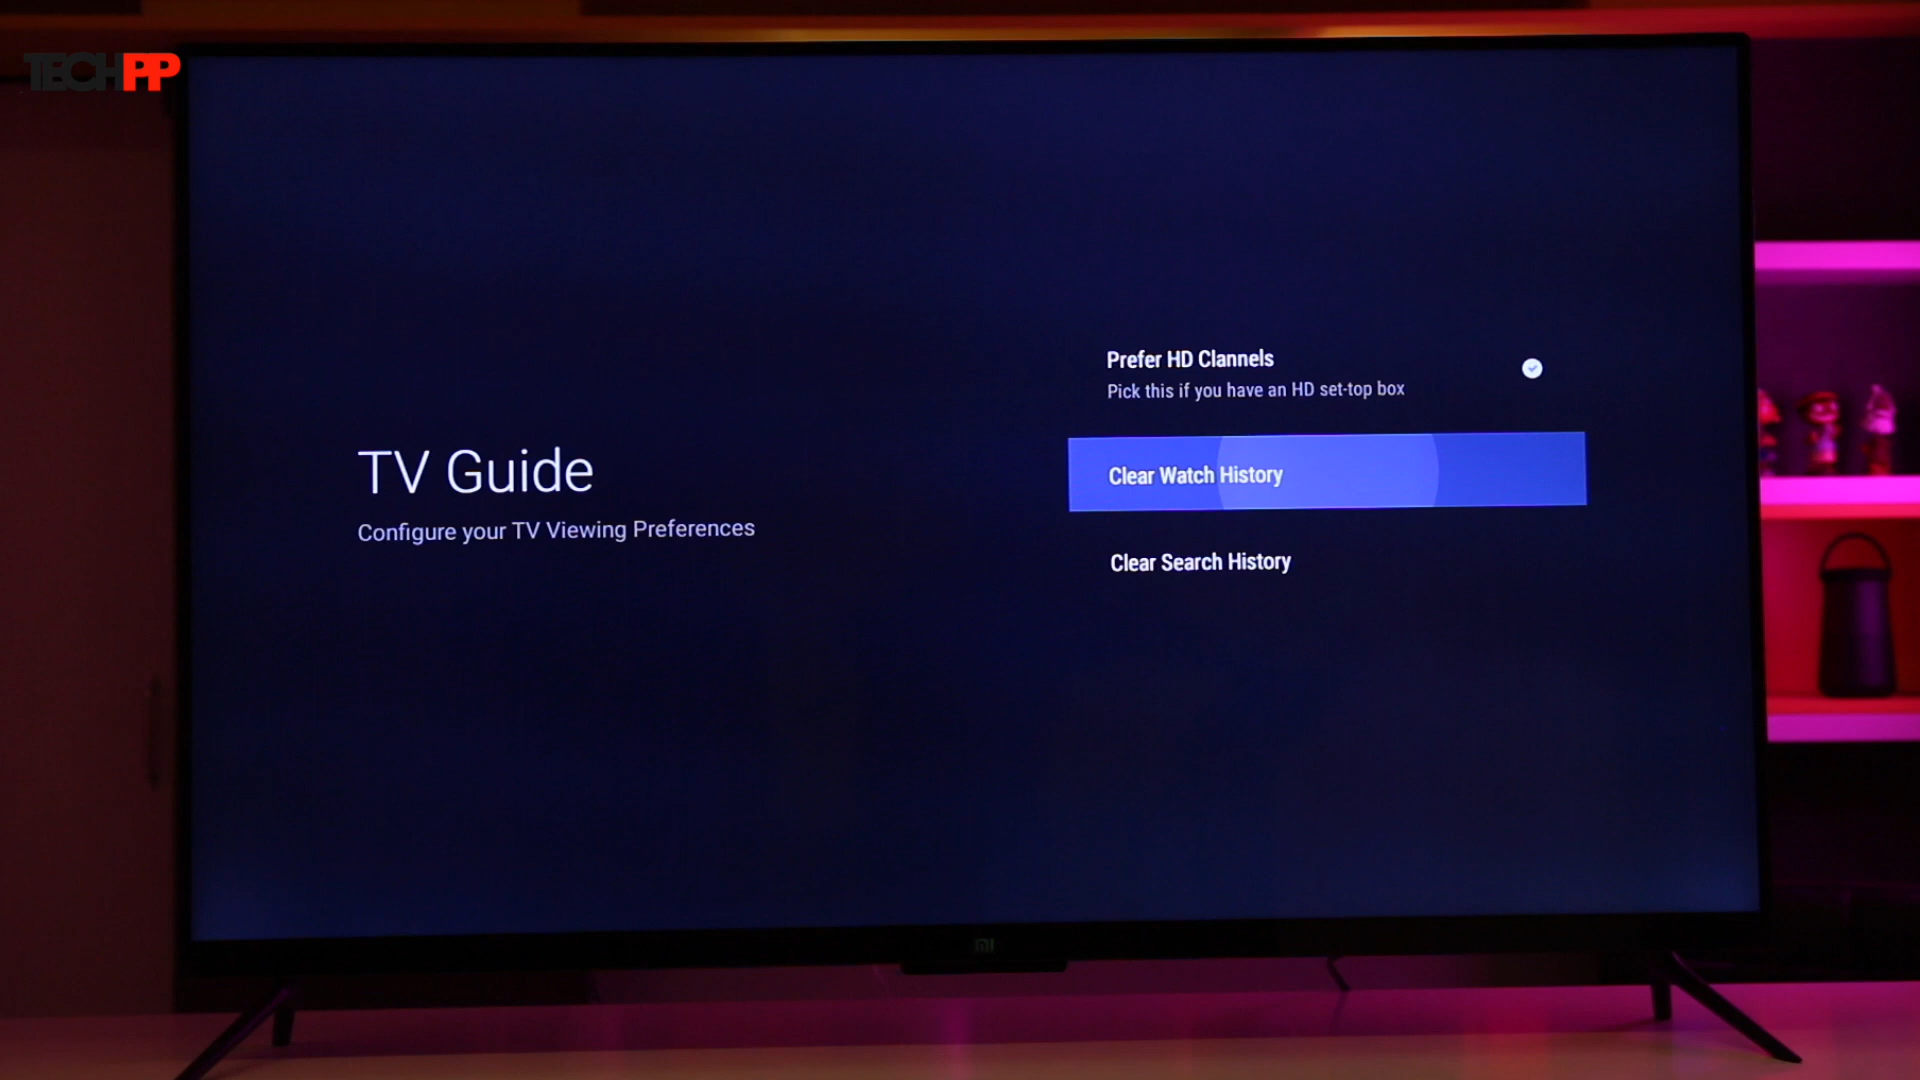 TECHPP
Prefer HD Clannels
Pick this if you have an HD set-top box
TV Guide
Configure your TV Viewing Preferences
Clear Watch History
Clear Search History
mi